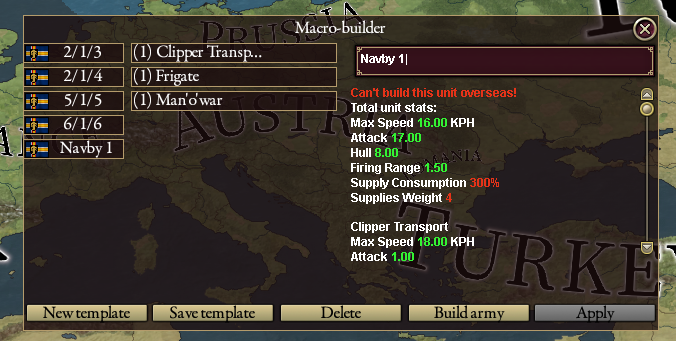 Macro-builder
2/1/3
(1) Clipper Transp...
2/1/4
(1) Frigate
5/1/5
(1) Man'o'war
6/1/6
Navby 1
Navby 1
Can't build this unit overseas!
Total unit stats:
Max Speed 16.00 KPH
Attack 17.00
Hull 8.00
Firing Range 1.50
Supply Consumption 300%
Supplies Weight 4
Clipper Transport
Max Speed 18.00 KPH
Attack 1.00
PRUSSIA
AUSTRIA
TURKEY
New template
Save template
Delete
Build army
Apply